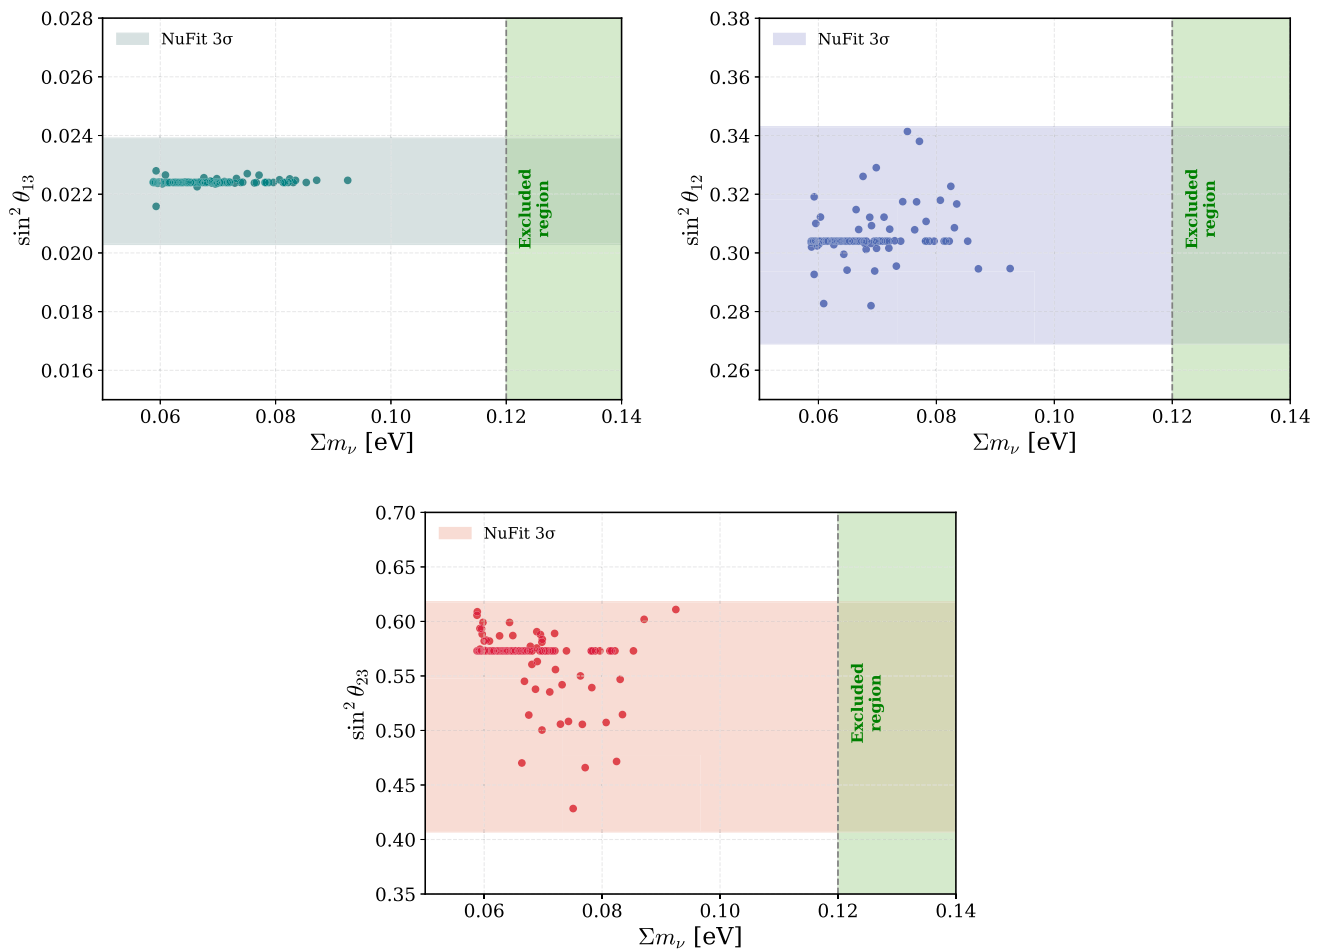 0.028
0.026
0.024
0.022
0.020
0.018
0.016
sin² θ₁₃
NuFit 3σ
Excluded
region
0.06 0.08 0.10 0.12 0.14
Σmᵥ [eV]
0.38
0.36
0.34
0.32
0.30
0.28
0.26
sin² θ₁₂
NuFit 3σ
Excluded
region
0.06 0.08 0.10 0.12 0.14
Σmᵥ [eV]
0.70
0.65
0.60
0.55
0.50
0.45
0.40
0.35
sin² θ₂₃
NuFit 3σ
Excluded
region
0.06 0.08 0.10 0.12 0.14
Σmᵥ [eV]